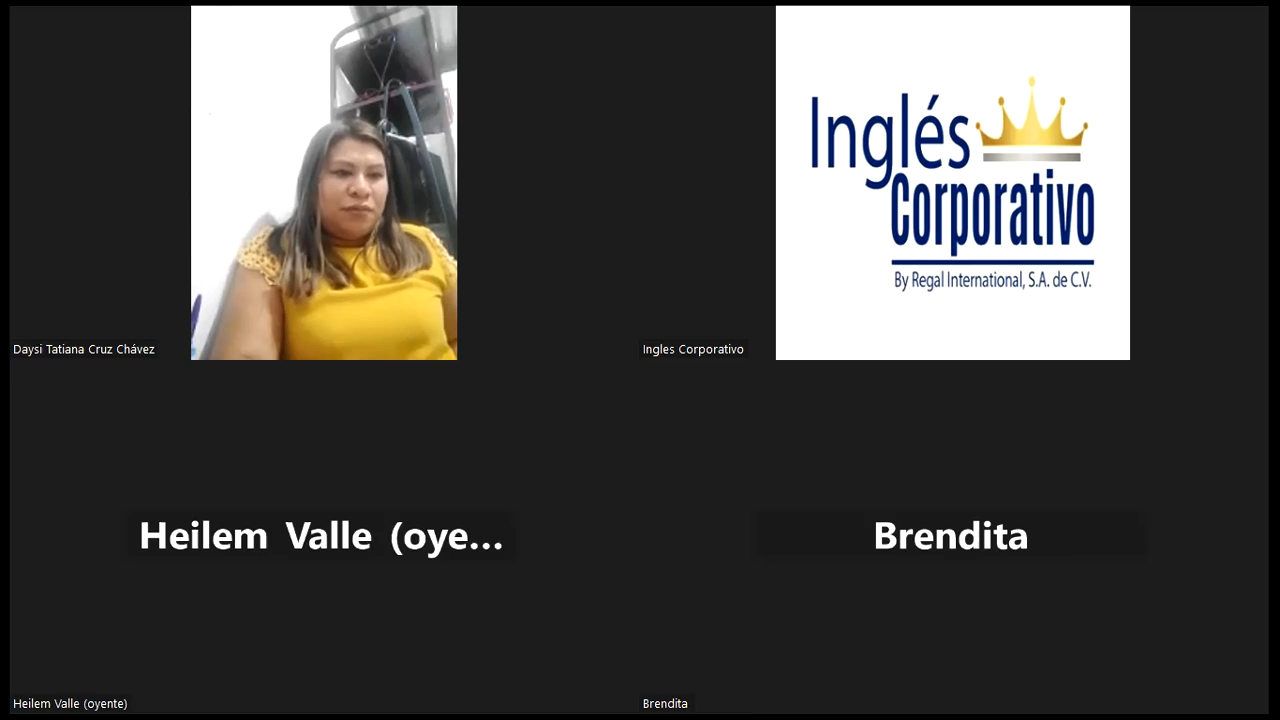 Inglés
Corporativo
By Regal International, S.A. de C.V.
Daysi Tatiana Cruz Chávez
Ingles Corporativo
Heilem Valle (oye...
Brendita
Heilem Valle (oyente)
Brendita